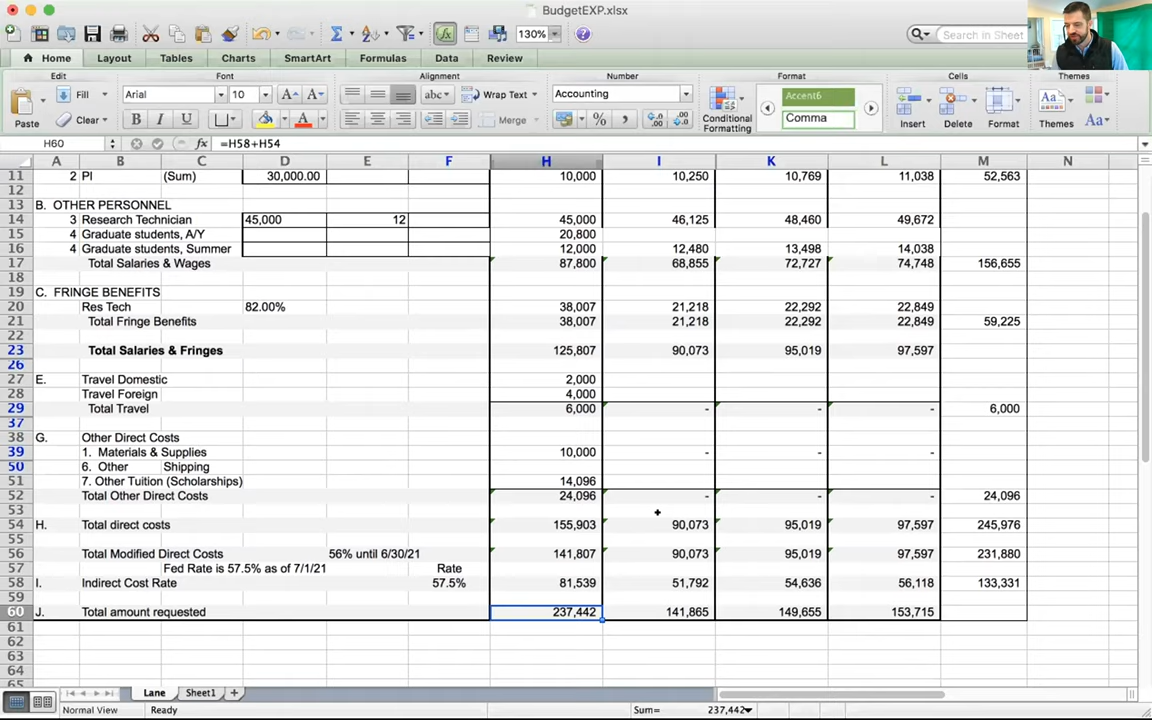 BudgetEXP.xlsx
130%
Search in Sheet
Home Layout Tables Charts SmartArt Formulas Data Review
Edit Font Alignment Number Format Cells Themes
Fill Arial 10 A A abc Wrap Text Accounting Accent6
Paste Clear B I U A Merge % Conditional Formatting Comma Insert Delete Format Themes Aa
H60 fx =H58+H54
A B C D E F H I J K L M N
11 2 PI (Sum) 30,000.00 10,000 10,250 10,769 11,038 52,563
12
13 B. OTHER PERSONNEL
14 3 Research Technician 45,000 12 45,000 46,125 48,460 49,672
15 4 Graduate students, A/Y 20,800
16 4 Graduate students, Summer 12,000 12,480 13,498 14,038
17 Total Salaries & Wages 87,800 68,855 72,727 74,748 156,655
18
19 C. FRINGE BENEFITS
20 Res Tech 82.00% 38,007 21,218 22,292 22,849
21 Total Fringe Benefits 38,007 21,218 22,292 22,849 59,225
22
23 Total Salaries & Fringes 125,807 90,073 95,019 97,597
26
27 E. Travel Domestic 2,000
28 Travel Foreign 4,000
29 Total Travel 6,000 - - - 6,000
37
38 G. Other Direct Costs
39 1. Materials & Supplies 10,000 - - -
50 6. Other Shipping
51 7. Other Tuition (Scholarships) 14,096
52 Total Other Direct Costs 24,096 - - - 24,096
53
54 H. Total direct costs 155,903 90,073 95,019 97,597 245,976
55
56 Total Modified Direct Costs 56% until 6/30/21 141,807 90,073 95,019 97,597 231,880
57 Fed Rate is 57.5% as of 7/1/21 Rate
58 I. Indirect Cost Rate 57.5% 81,539 51,792 54,636 56,118 133,331
59
60 J. Total amount requested 237,442 141,865 149,655 153,715
61
62
63
64
65
Lane Sheet1
Normal View Ready Sum= 237,442